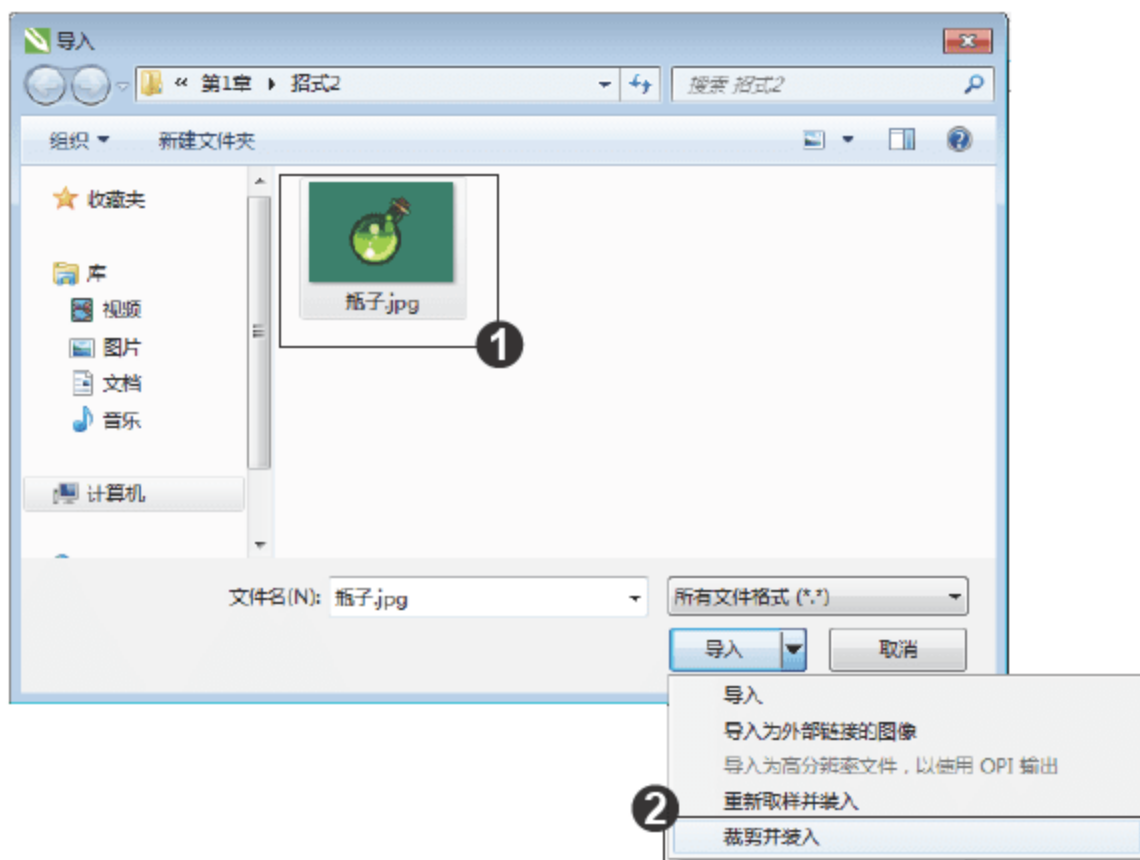 导入
« 第1章 ▸ 招式2
搜索 招式2
组织
新建文件夹
收藏夹
库
视频
图片
文档
音乐
计算机
瓶子.jpg
1
文件名(N): 瓶子.jpg
所有文件格式 (*.*)
导入
取消
导入
导入为外部链接的图像
导入为高分辨率文件，以使用 OPI 输出
重新取样并装入
2
裁剪并装入